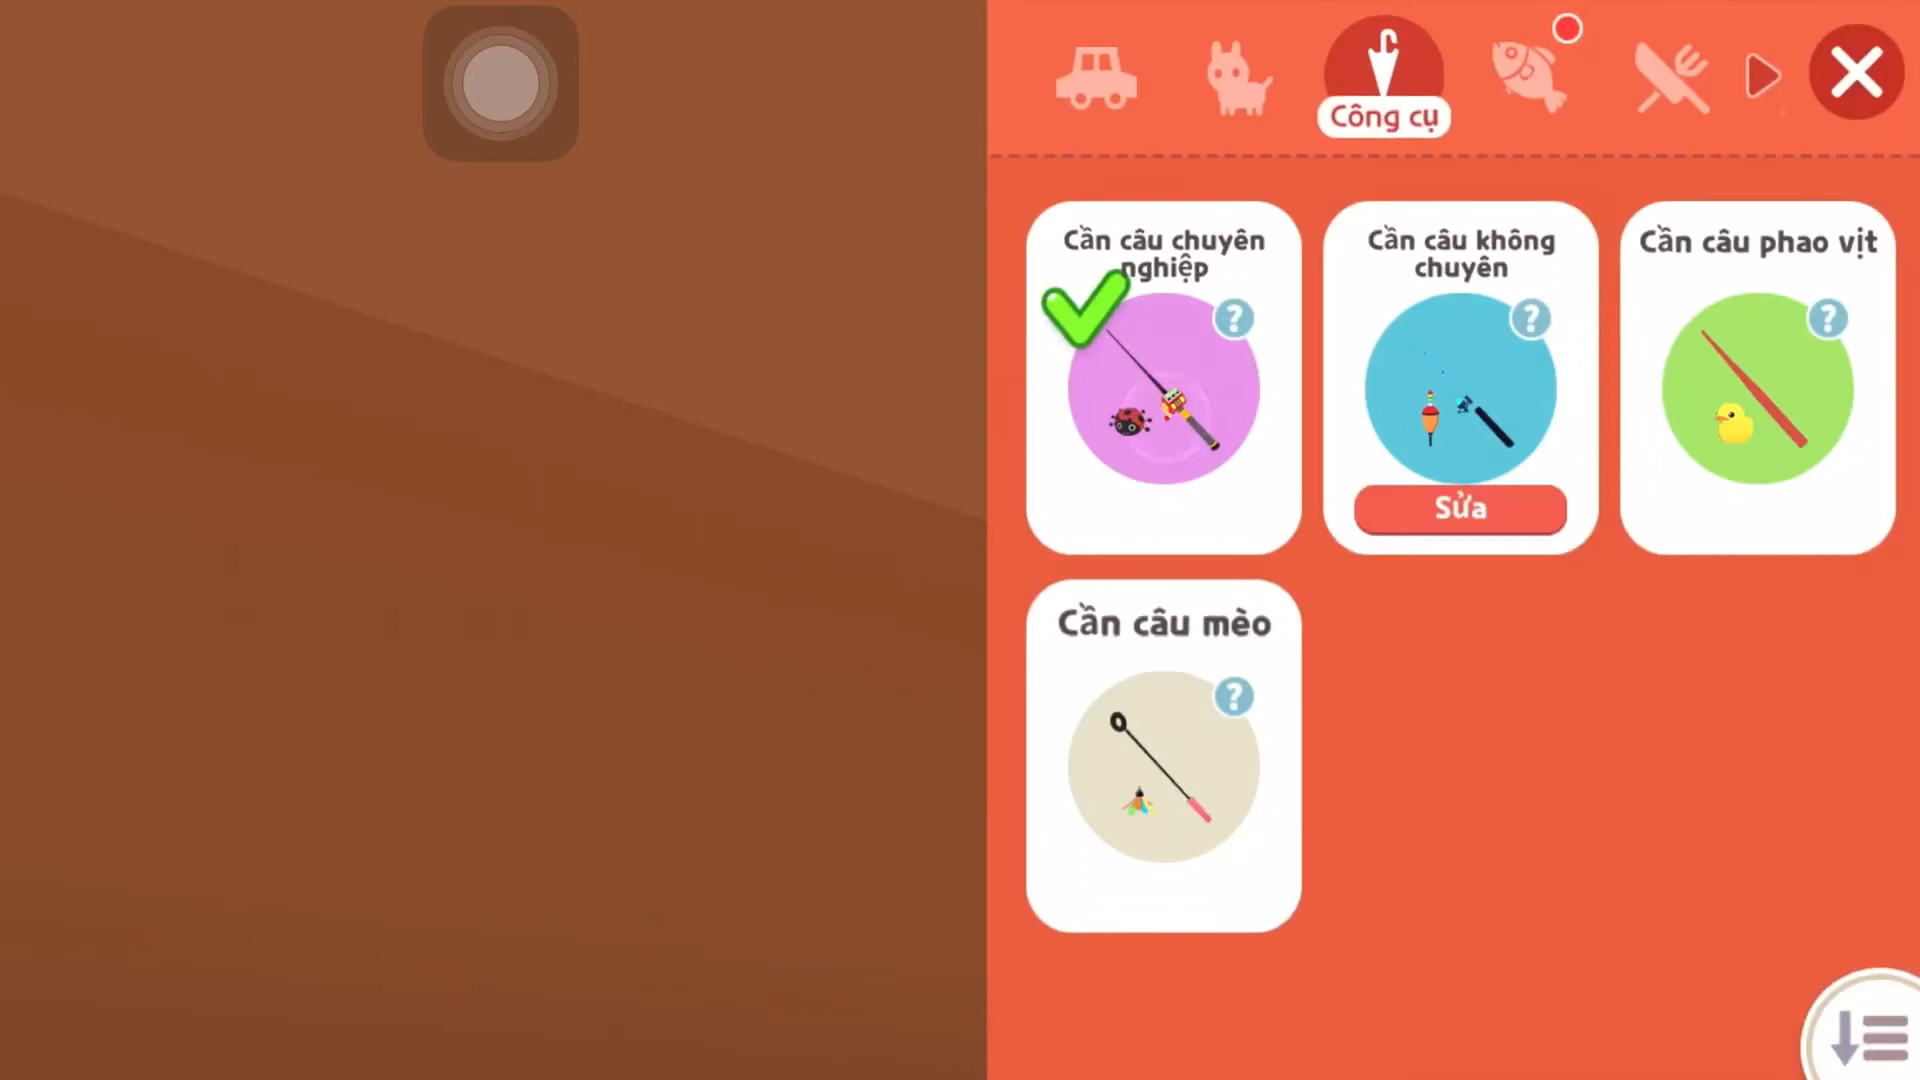 Công cụ
Cần câu chuyên
nghiệp
?
Cần câu không
chuyên
?
Sửa
Cần câu phao vịt
?
Cần câu mèo
?